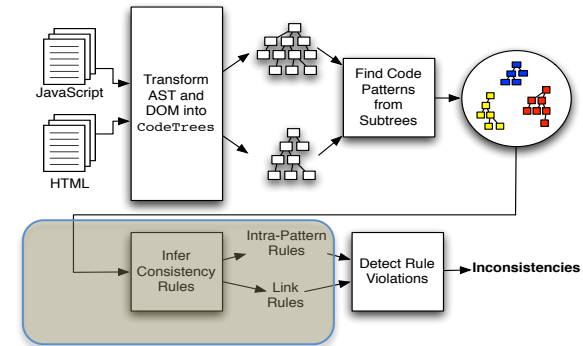 JavaScript
HTML
Transform
AST and
DOM into
CodeTrees
Find Code
Patterns
from
Subtrees
Infer
Consistency
Rules
Intra-Pattern
Rules
Link
Rules
Detect Rule
Violations
Inconsistencies